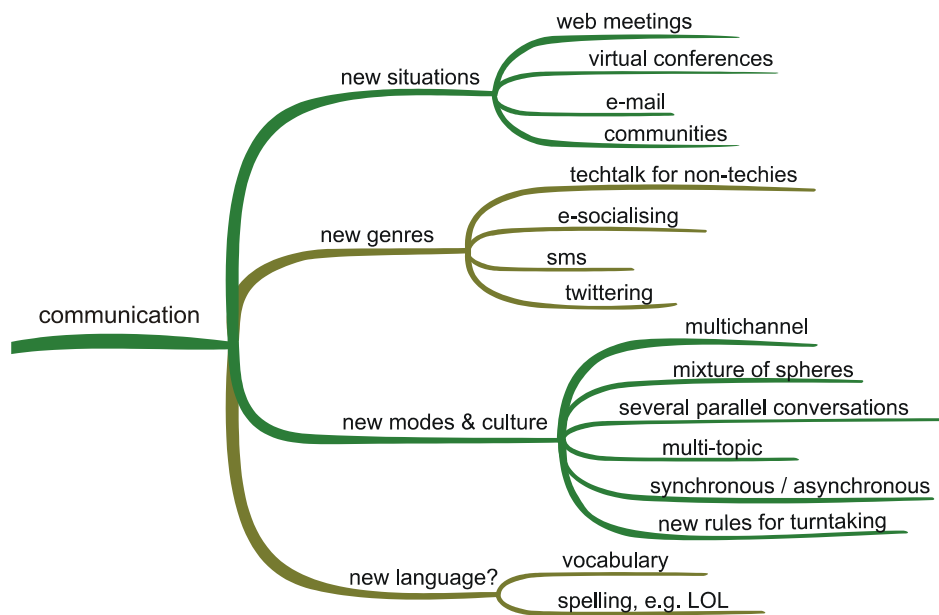 communication
new situations
web meetings
virtual conferences
e-mail
communities
new genres
techtalk for non-techies
e-socialising
sms
twittering
new modes & culture
multichannel
mixture of spheres
several parallel conversations
multi-topic
synchronous / asynchronous
new rules for turntaking
new language?
vocabulary
spelling, e.g. LOL